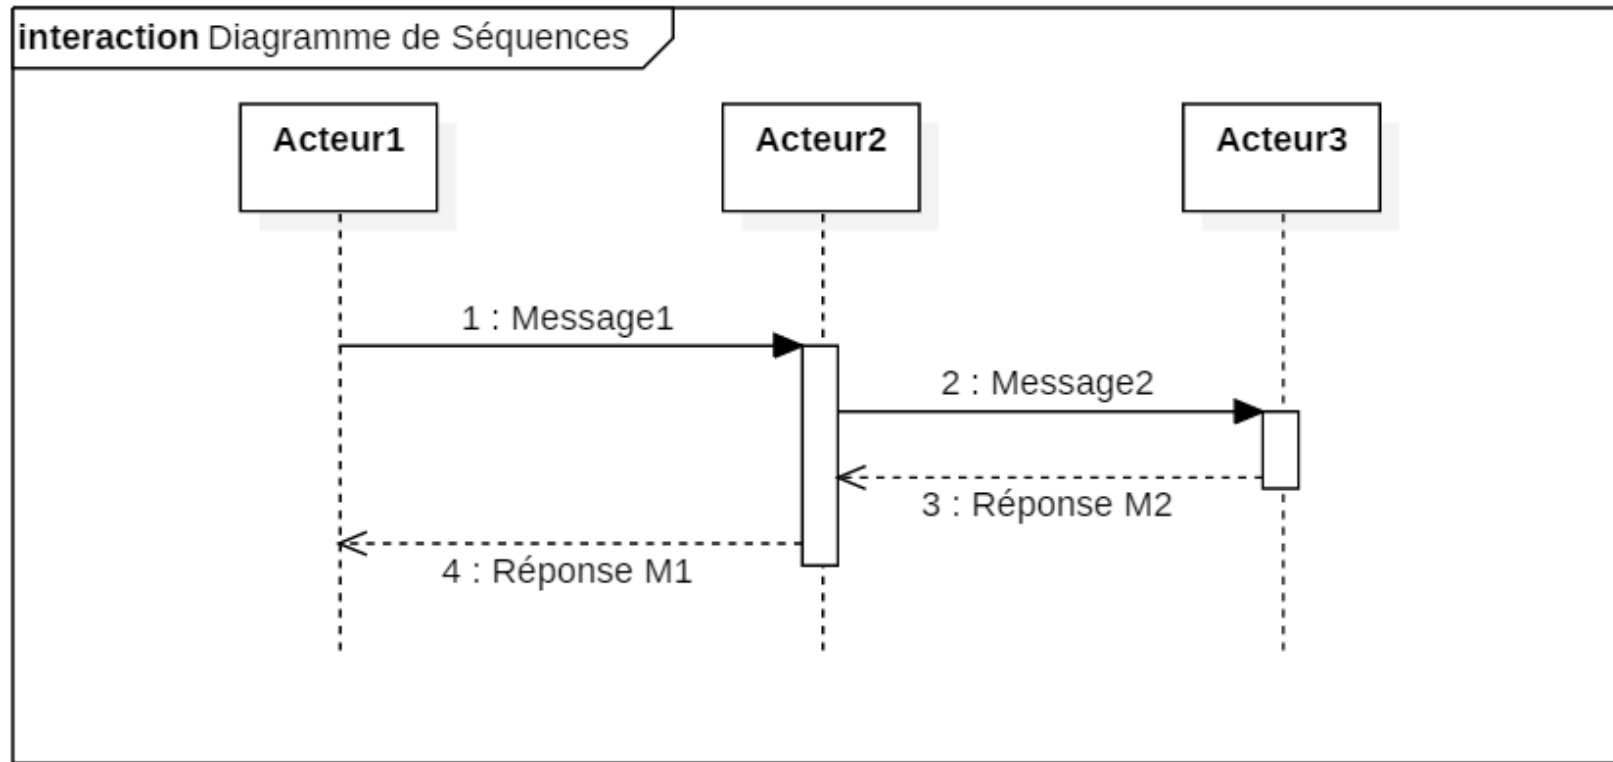 interaction Diagramme de Séquences
Acteur1
Acteur2
Acteur3
1 : Message1
2 : Message2
3 : Réponse M2
4 : Réponse M1